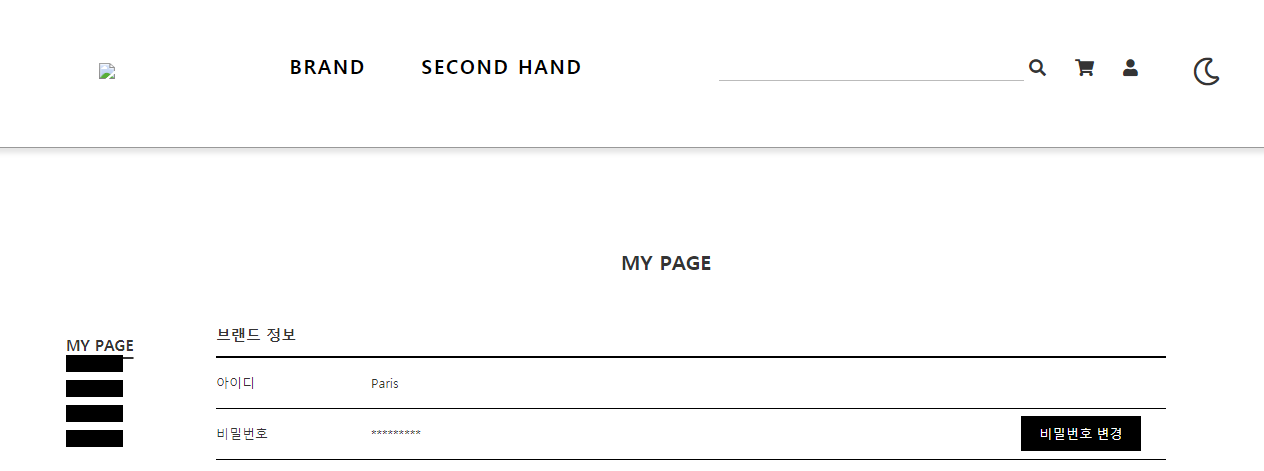 BRAND SECOND HAND
MY PAGE
MY PAGE
브랜드 정보
아이디 Paris
비밀번호 ********* 비밀번호 변경